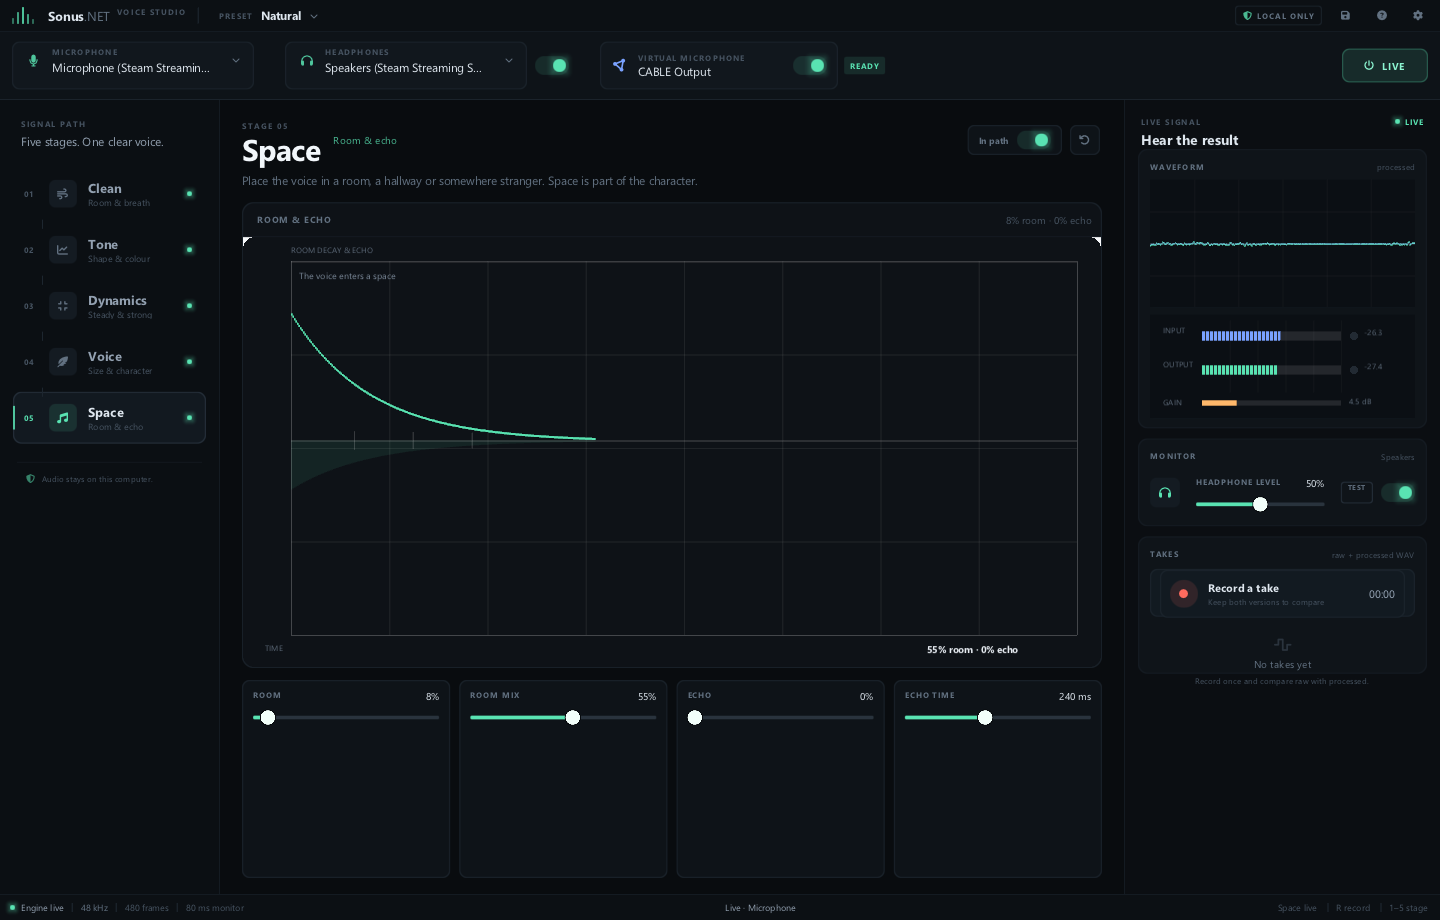 Sonus.NET VOICE STUDIO PRESET Natural LOCAL ONLY
MICROPHONE
Microphone (Steam Streamin...
HEADPHONES
Speakers (Steam Streaming S...
VIRTUAL MICROPHONE
CABLE Output
READY
LIVE
SIGNAL PATH
Five stages. One clear voice.
01 Clean
Room & breath
02 Tone
Shape & colour
03 Dynamics
Steady & strong
04 Voice
Size & character
05 Space
Room & echo
Audio stays on this computer.
STAGE 05
Space Room & echo
In path
Place the voice in a room, a hallway or somewhere stranger. Space is part of the character.
ROOM & ECHO 8% room · 0% echo
ROOM DECAY & ECHO
The voice enters a space
TIME 55% room · 0% echo
ROOM 8%
ROOM MIX 55%
ECHO 0%
ECHO TIME 240 ms
LIVE SIGNAL LIVE
Hear the result
WAVEFORM processed
INPUT -26.3
OUTPUT -27.4
GAIN 4.5 dB
MONITOR Speakers
HEADPHONE LEVEL 50% TEST
TAKES raw + processed WAV
Record a take 00:00
Keep both versions to compare
No takes yet
Record once and compare raw with processed.
Engine live 48 kHz 480 frames 80 ms monitor Live · Microphone Space live R record 1–5 stage